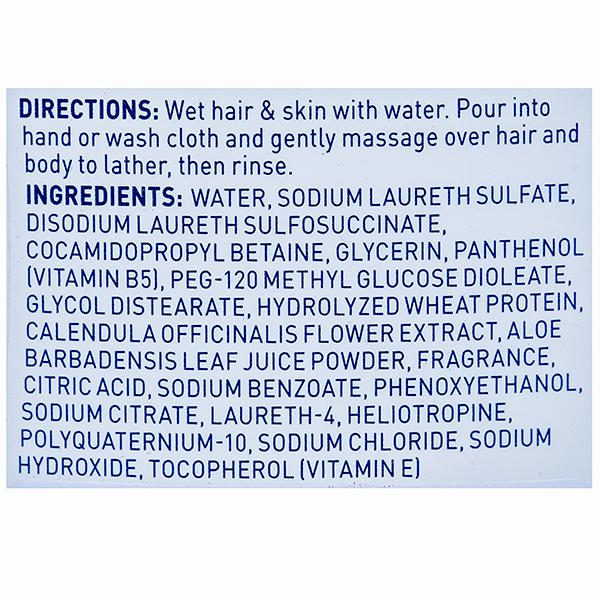 DIRECTIONS: Wet hair & skin with water. Pour into
hand or wash cloth and gently massage over hair and
body to lather, then rinse.
INGREDIENTS: WATER, SODIUM LAURETH SULFATE,
DISODIUM LAURETH SULFOSUCCINATE,
COCAMIDOPROPYL BETAINE, GLYCERIN, PANTHENOL
(VITAMIN B5), PEG-120 METHYL GLUCOSE DIOLEATE,
GLYCOL DISTEARATE, HYDROLYZED WHEAT PROTEIN,
CALENDULA OFFICINALIS FLOWER EXTRACT, ALOE
BARBADENSIS LEAF JUICE POWDER, FRAGRANCE,
CITRIC ACID, SODIUM BENZOATE, PHENOXYETHANOL,
SODIUM CITRATE, LAURETH-4, HELIOTROPINE,
POLYQUATERNIUM-10, SODIUM CHLORIDE, SODIUM
HYDROXIDE, TOCOPHEROL (VITAMIN E)